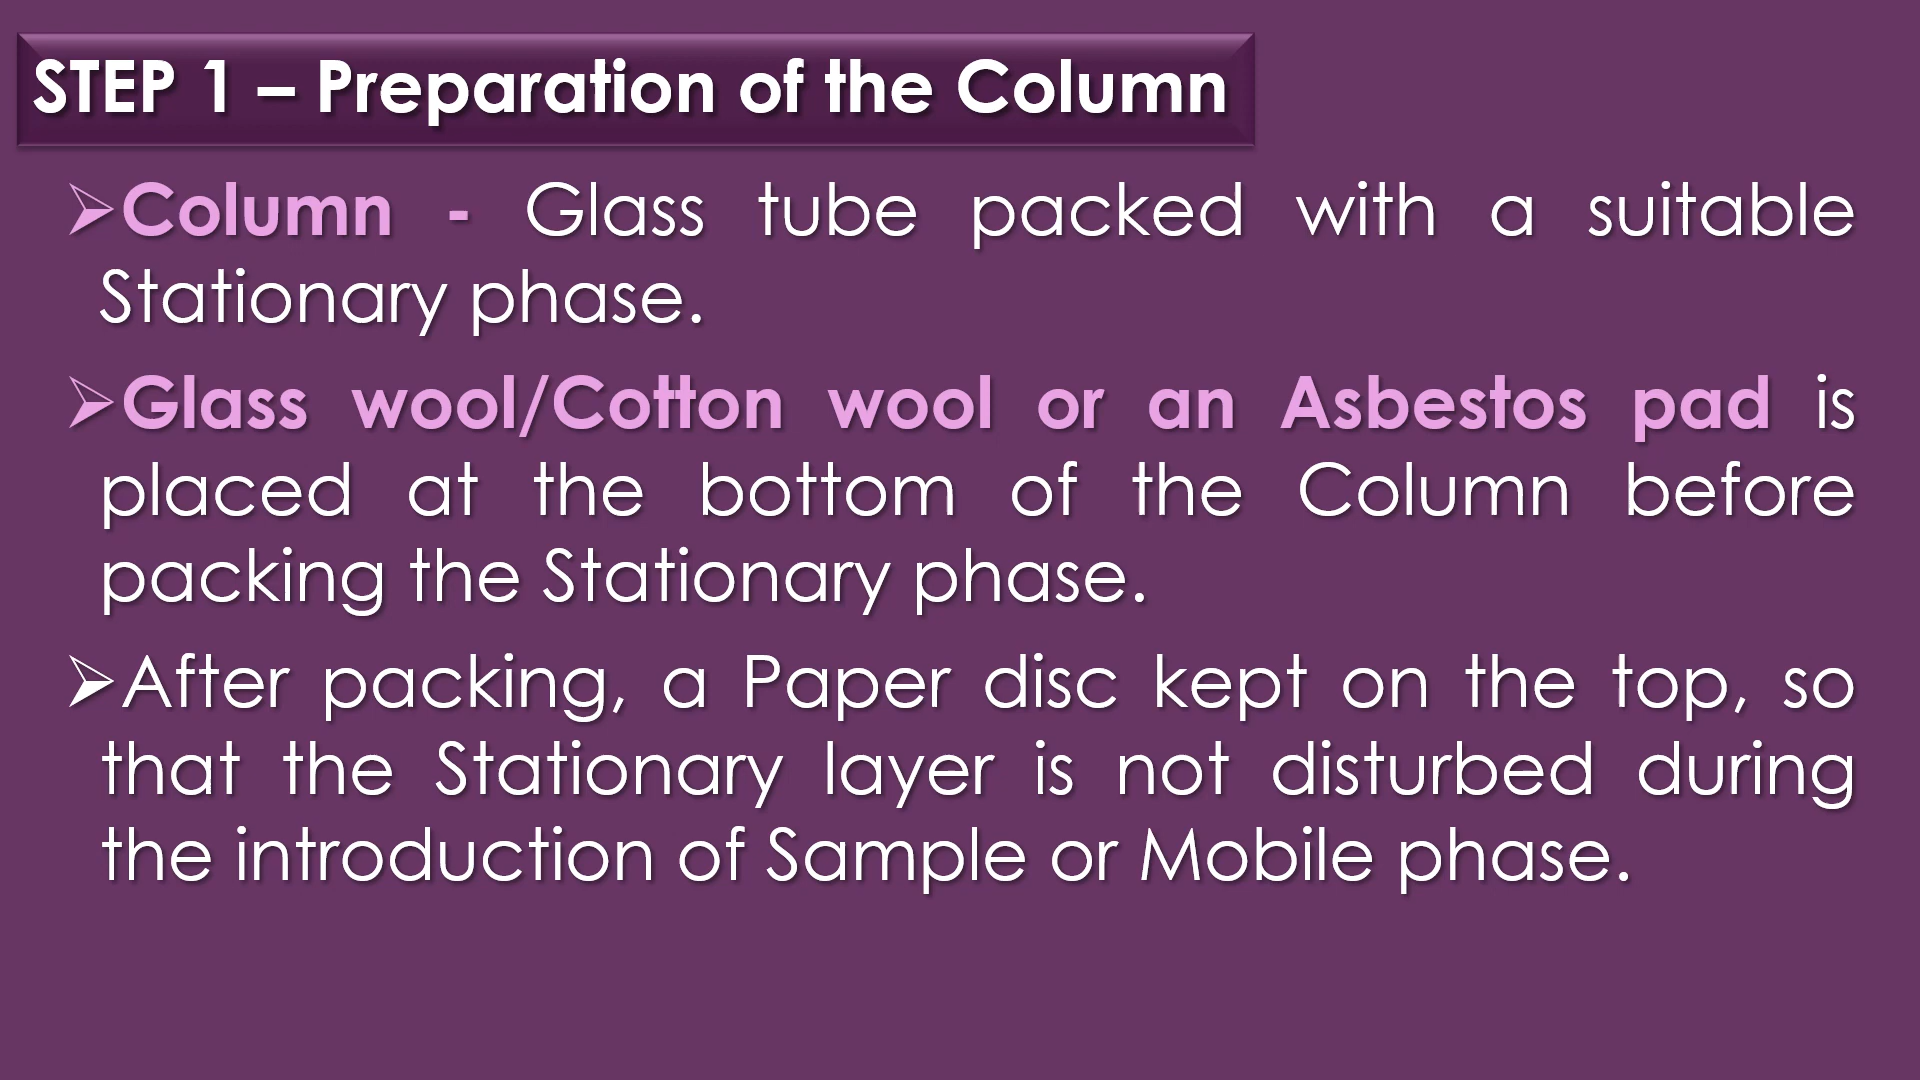 STEP 1 – Preparation of the Column
➢Column - Glass tube packed with a suitable
Stationary phase.
➢Glass wool/Cotton wool or an Asbestos pad is
placed at the bottom of the Column before
packing the Stationary phase.
➢After packing, a Paper disc kept on the top, so
that the Stationary layer is not disturbed during
the introduction of Sample or Mobile phase.